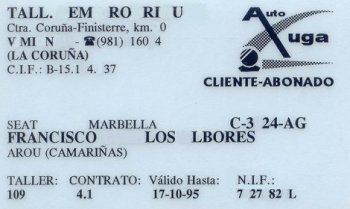 TALL. EM RO RI U
Ctra. Coruña-Finisterre, km. 0
V MI N - ☎(981) 160 4
(LA CORUÑA)
C.I.F.: B-15.1 4. 37
Auto Xuga
CLIENTE-ABONADO
SEAT MARBELLA C-3 24-AG
FRANCISCO LOS LBORES
AROU (CAMARIÑAS)
TALLER: CONTRATO: Válido Hasta: N.I.F.:
109 4.1 17-10-95 7 27 82 L